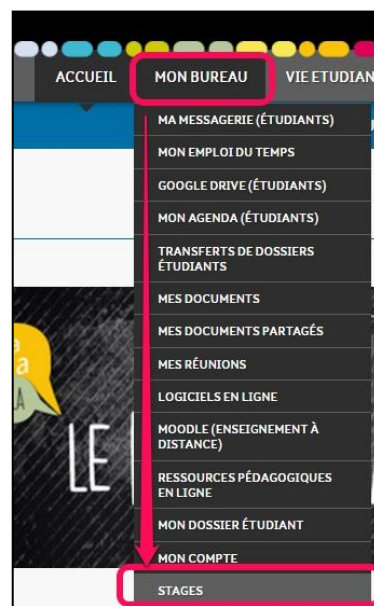 ACCUEIL MON BUREAU VIE ETUDIAN
MA MESSAGERIE (ÉTUDIANTS)
MON EMPLOI DU TEMPS
GOOGLE DRIVE (ÉTUDIANTS)
MON AGENDA (ÉTUDIANTS)
TRANSFERTS DE DOSSIERS
ÉTUDIANTS
MES DOCUMENTS
MES DOCUMENTS PARTAGÉS
MES RÉUNIONS
LOGICIELS EN LIGNE
MOODLE (ENSEIGNEMENT À
DISTANCE)
LE
RESSOURCES PÉDAGOGIQUES
EN LIGNE
MON DOSSIER ÉTUDIANT
MON COMPTE
STAGES